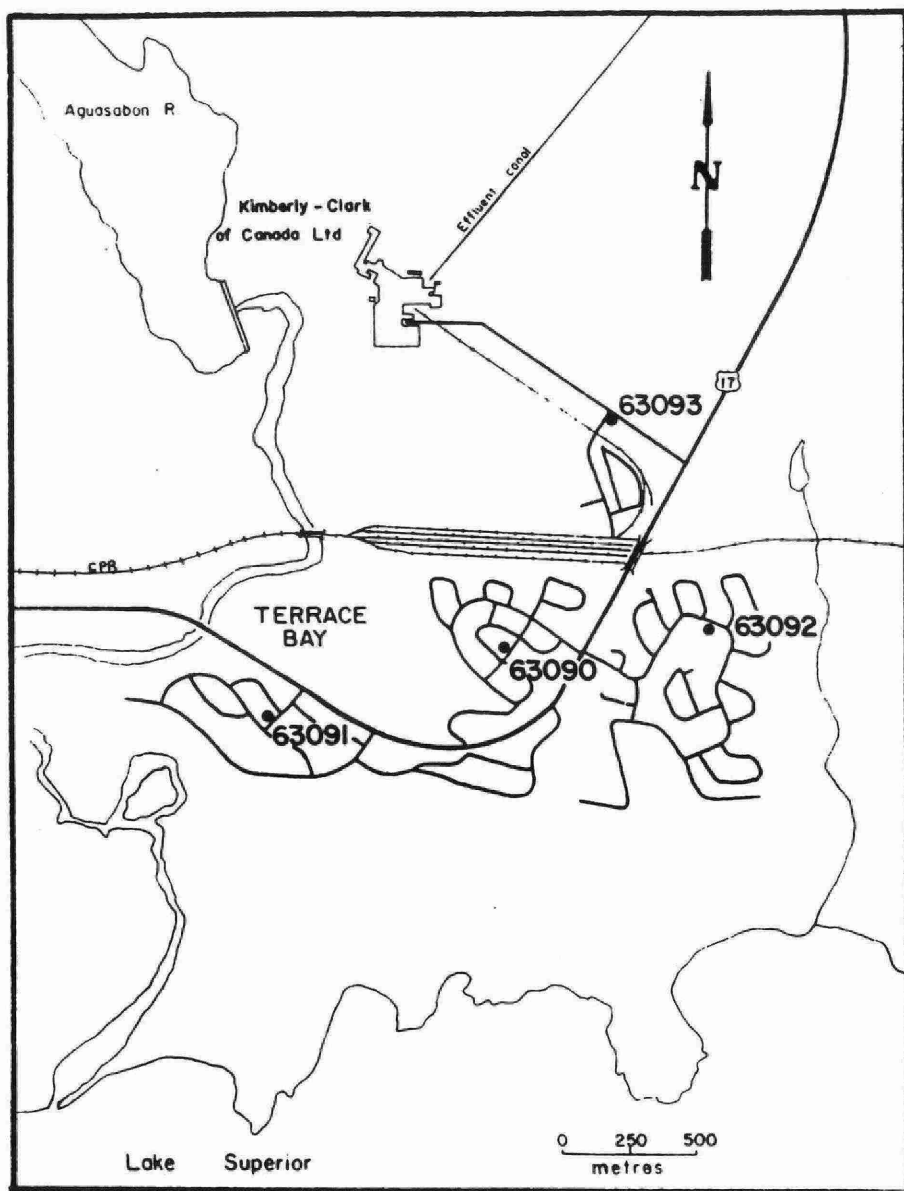 Aguasabon R.
Effluent canal
N
Kimberly - Clark
of Canada Ltd
17
63093
CPR
TERRACE
BAY
63092
63090
63091
0 250 500
metres
Lake Superior